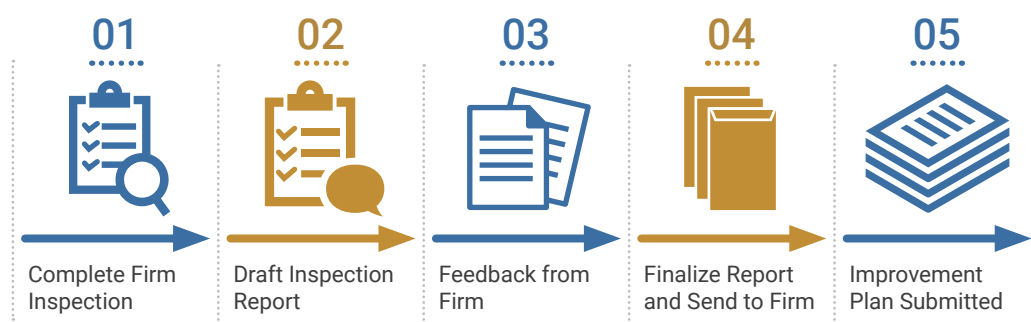 01
Complete Firm
Inspection
02
Draft Inspection
Report
03
Feedback from
Firm
04
Finalize Report
and Send to Firm
05
Improvement
Plan Submitted